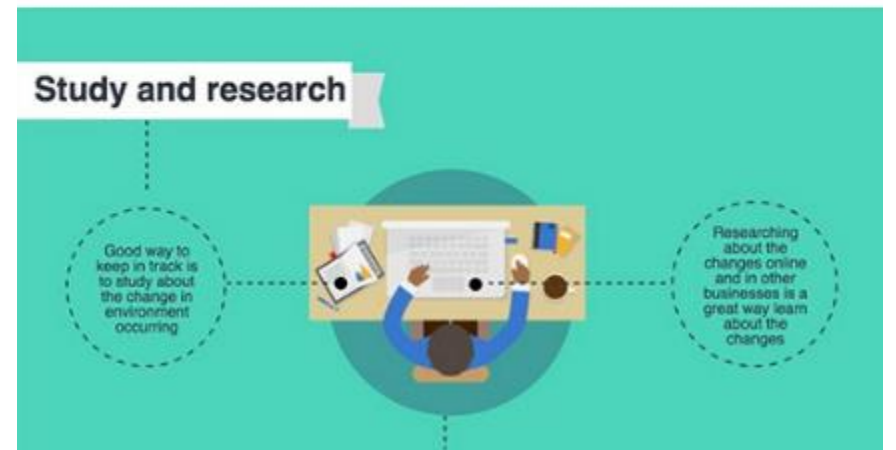 Study and research
Good way to
keep in track is
to study about
the change in
environment
occurring
Researching
about the
changes online
and in other
businesses is a
great way learn
about the
changes